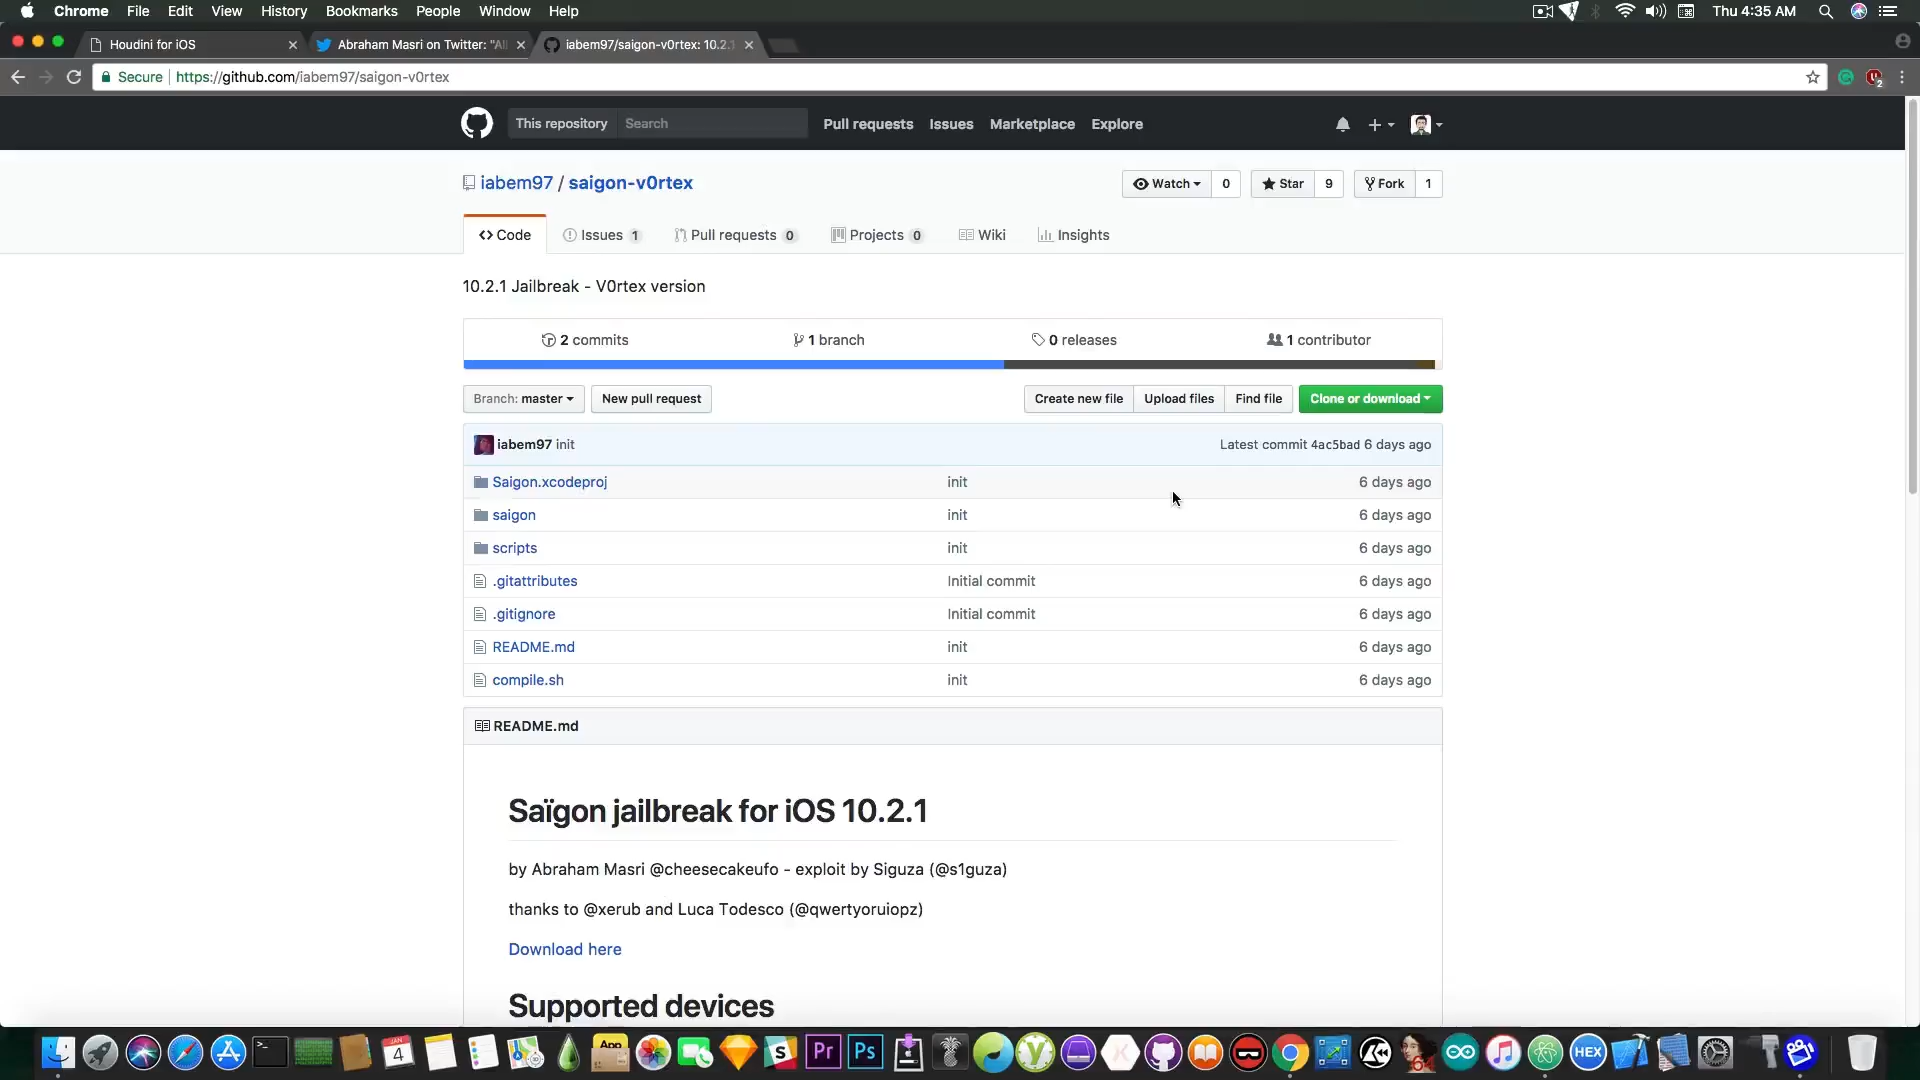 Chrome File Edit View History Bookmarks People Window Help Thu 4:35 AM
Houdini for iOS
Abraham Masri on Twitter: "Al
iabem97/saigon-v0rtex: 10.2.1
Secure https://github.com/iabem97/saigon-v0rtex
2
This repository Search Pull requests Issues Marketplace Explore
iabem97 / saigon-v0rtex
Watch 0 Star 9 Fork 1
Code Issues 1 Pull requests 0 Projects 0 Wiki Insights
10.2.1 Jailbreak - V0rtex version
2 commits 1 branch 0 releases 1 contributor
Branch: master New pull request Create new file Upload files Find file Clone or download
iabem97 init Latest commit 4ac5bad 6 days ago
Saigon.xcodeproj init 6 days ago
saigon init 6 days ago
scripts init 6 days ago
.gitattributes Initial commit 6 days ago
.gitignore Initial commit 6 days ago
README.md init 6 days ago
compile.sh init 6 days ago
README.md
Saïgon jailbreak for iOS 10.2.1
by Abraham Masri @cheesecakeufo - exploit by Siguza (@s1guza)
thanks to @xerub and Luca Todesco (@qwertyoruiopz)
Download here
Supported devices
JAN 4 App S Pr Ps Y 64 HEX